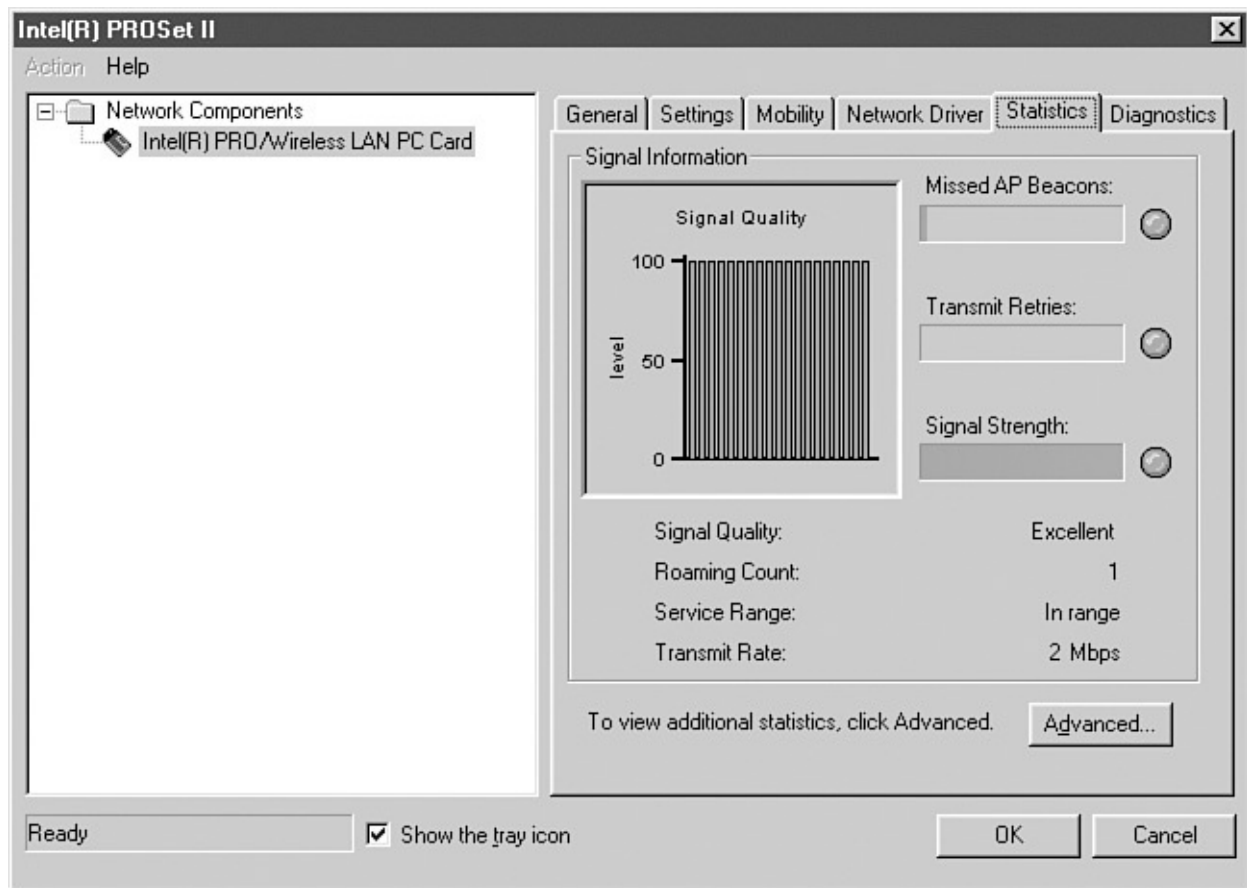 Intel(R) PROSet II
Action Help
Network Components
Intel(R) PRO/Wireless LAN PC Card
General Settings Mobility Network Driver Statistics Diagnostics
Signal Information
Signal Quality
100
50
0
level
Missed AP Beacons:
Transmit Retries:
Signal Strength:
Signal Quality: Excellent
Roaming Count: 1
Service Range: In range
Transmit Rate: 2 Mbps
To view additional statistics, click Advanced. Advanced...
Ready Show the tray icon OK Cancel